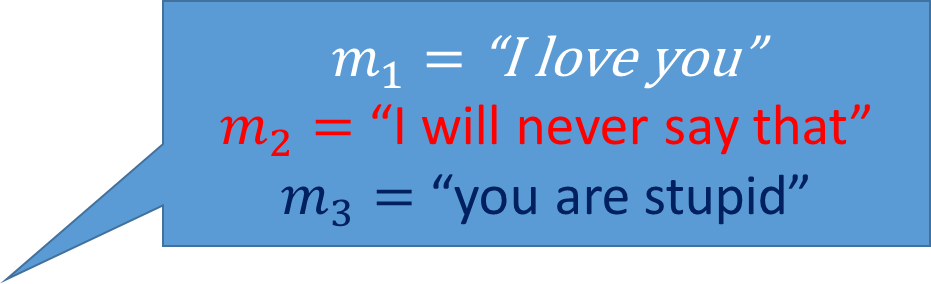 m₁ = “I love you”
m₂ = “I will never say that”
m₃ = “you are stupid”